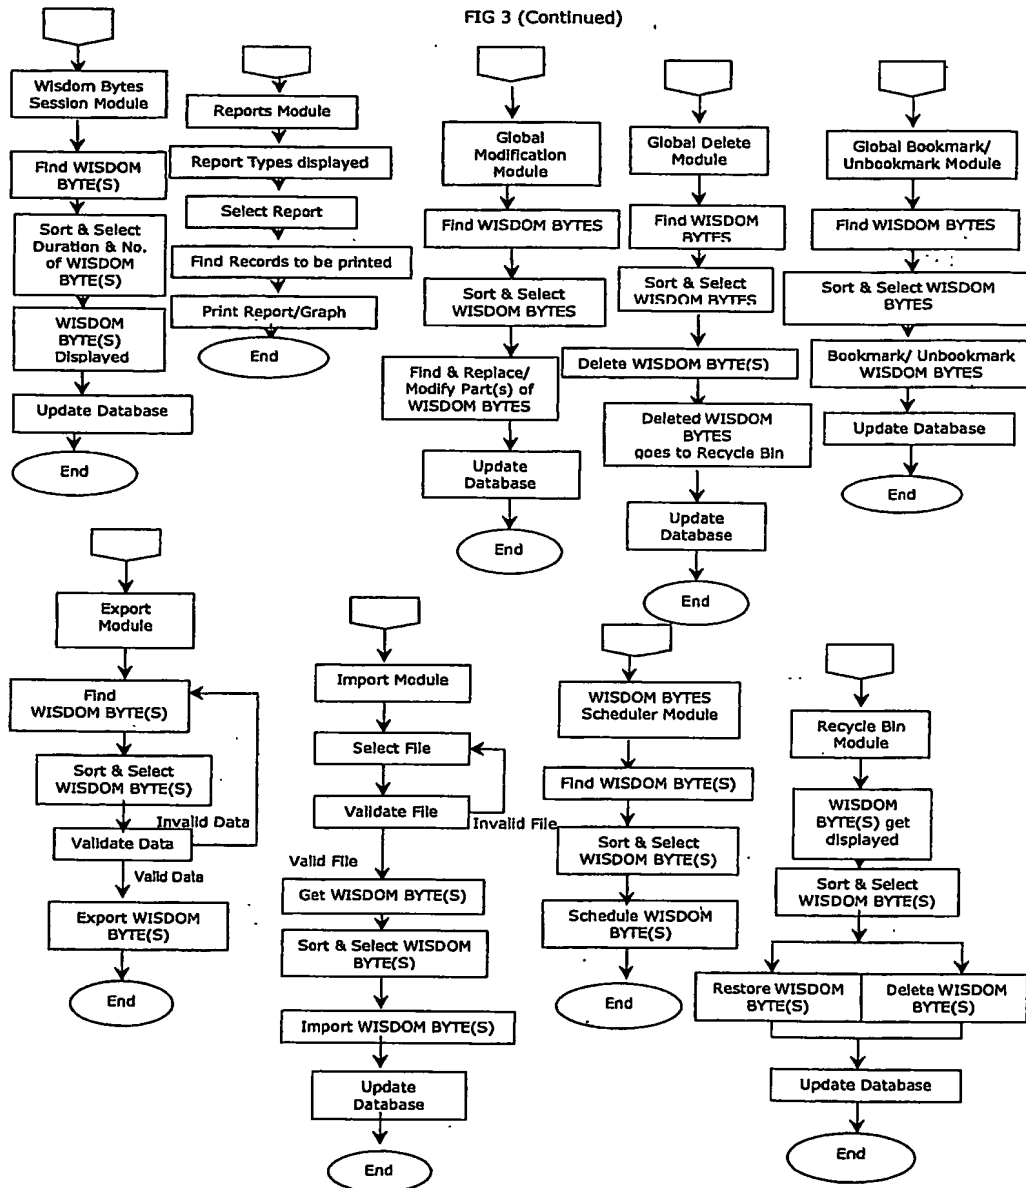 FIG 3 (Continued)
Wisdom Bytes
Session Module
Find WISDOM
BYTE(S)
Sort & Select
Duration & No.
of WISDOM
BYTE(S)
WISDOM
BYTE(S)
Displayed
Update Database
End
Reports Module
Report Types displayed
Select Report
Find Records to be printed
Print Report/Graph
End
Global
Modification
Module
Find WISDOM BYTES
Sort & Select
WISDOM BYTES
Find & Replace/
Modify Part(s) of
WISDOM BYTES
Update
Database
End
Global Delete
Module
Find WISDOM
BYTES
Sort & Select
WISDOM BYTES
Delete WISDOM BYTE(S)
Deleted WISDOM
BYTES
goes to Recycle Bin
Update
Database
End
Global Bookmark/
Unbookmark Module
Find WISDOM BYTES
Sort & Select WISDOM
BYTES
Bookmark/ Unbookmark
WISDOM BYTES
Update Database
End
Export
Module
Find
WISDOM BYTE(S)
Sort & Select
WISDOM BYTE(S)
Invalid Data
Validate Data
Valid Data
Export WISDOM
BYTE(S)
End
Import Module
Select File
Validate File
Invalid File
Valid File
Get WISDOM BYTE(S)
Sort & Select WISDOM
BYTE(S)
Import WISDOM BYTE(S)
Update
Database
End
WISDOM BYTES
Scheduler Module
Find WISDOM BYTE(S)
Sort & Select
WISDOM BYTE(S)
Schedule WISDOM
BYTE(S)
End
Recycle Bin
Module
WISDOM
BYTE(S) get
displayed
Sort & Select
WISDOM BYTE(S)
Restore WISDOM
BYTE(S)
Delete WISDOM
BYTE(S)
Update Database
End